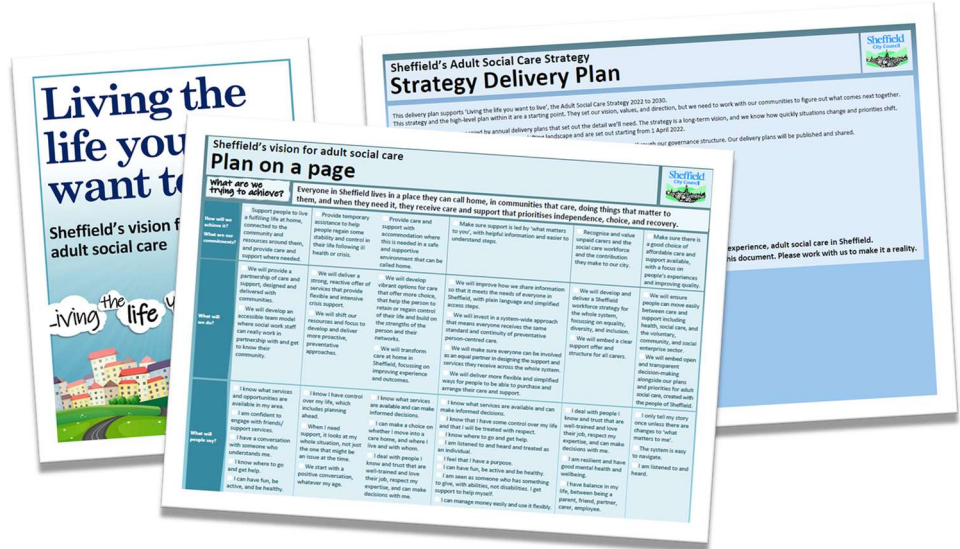 Living the
life you
want to
Sheffield's vision f
adult social care
Living the life y
Sheffield's Adult Social Care Strategy
Strategy Delivery Plan
Sheffield
City Council
This delivery plan supports 'Living the life you want to live', the Adult Social Care Strategy 2022 to 2030.
This strategy and the high-level plan within it are a starting point. They set our vision, values, and direction, but we need to work with our communities to figure out what comes next together.
by annual delivery plans that set out the detail we'll need. The strategy is a long-term vision, and we know how quickly situations change and priorities shift.
landscape and are set out starting from 1 April 2022.
our governance structure. Our delivery plans will be published and shared.
experience, adult social care in Sheffield.
his document. Please work with us to make it a reality.
Sheffield's vision for adult social care
Plan on a page
Sheffield
City Council
What are we
trying to achieve?
Everyone in Sheffield lives in a place they can call home, in communities that care, doing things that matter to
them, and when they need it, they receive care and support that prioritises independence, choice, and recovery.
How will we
achieve it?
What are our
commitments?
Support people to live
a fulfilling life at home,
connected to the
community and
resources around them,
and provide care and
support where needed.
Provide temporary
assistance to help
people regain some
stability and control in
their life following ill
health or crisis.
Provide care and
support with
accommodation where
this is needed in a safe
and supportive
environment that can be
called home.
Make sure support is led by 'what matters
to you', with helpful information and easier to
understand steps.
Recognise and value
unpaid carers and the
social care workforce
and the contribution
they make to our city.
Make sure there is
a good choice of
affordable care and
support available,
with a focus on
people's experiences
and improving quality.
What will
we do?
We will provide a
partnership of care and
support, designed and
delivered with
communities.
We will develop an
accessible team model
where social work staff
can really work in
partnership with and get
to know their
community.
We will deliver a
strong, reactive offer of
services that provide
flexible and intensive
crisis support.
We will shift our
resources and focus to
develop and deliver
more proactive,
preventative
approaches.
We will develop
vibrant options for care
that offer more choice,
that help the person to
retain or regain control
of their life and build on
the strengths of the
person and their
networks.
We will transform
care at home in
Sheffield, focussing on
improving experience
and outcomes.
We will improve how we share information
so that it meets the needs of everyone in
Sheffield, with plain language and simplified
access steps.
We will invest in a system-wide approach
that means everyone receives the same
standard and continuity of preventative
person-centred care.
We will make sure everyone can be involved
as an equal partner in designing the support and
services they receive across the whole system.
We will deliver more flexible and simplified
ways for people to be able to purchase and
arrange their care and support.
We will develop and
deliver a Sheffield
workforce strategy for
the whole system,
focusing on equality,
diversity, and inclusion.
We will embed a clear
support offer and
structure for all carers.
We will ensure
people can move easily
between care and
support including
health, social care, and
the voluntary,
community, and social
enterprise sector.
We will embed open
and transparent
decision-making
alongside our plans
and priorities for adult
social care, created with
the people of Sheffield.
What will
people say?
I know what services
and opportunities are
available in my area.
I am confident to
engage with friends/
support services.
I have a conversation
with someone who
understands me.
I know where to go
and get help.
I can have fun, be
active, and be healthy.
I know I have control
over my life, which
includes planning
ahead.
When I need
support, it looks at my
whole situation, not just
the one that might be
an issue at the time.
We start with a
positive conversation,
whatever my age.
I know what services
are available and can make
informed decisions.
I can make a choice on
whether I move into a
care home, and where I
live and with whom.
I deal with people I
know and trust that are
well-trained and love
their job, respect my
expertise, and can make
decisions with me.
I know what services are available and can
make informed decisions.
I know that I have some control over my life
and that I will be treated with respect.
I know where to go and get help.
I am listened to and heard and treated as
an individual.
I feel that I have a purpose.
I can have fun, be active and be healthy.
I am seen as someone who has something
to give, with abilities, not disabilities. I get
support to help myself.
I can manage money easily and use it flexibly.
I deal with people I
know and trust that are
well-trained and love
their job, respect my
expertise, and can make
decisions with me.
I am resilient and have
good mental health and
wellbeing.
I have balance in my
life, between being a
parent, friend, partner,
carer, employee.
I only tell my story
once unless there are
changes to 'what
matters to me'.
The system is easy
to navigate.
I am listened to and
heard.